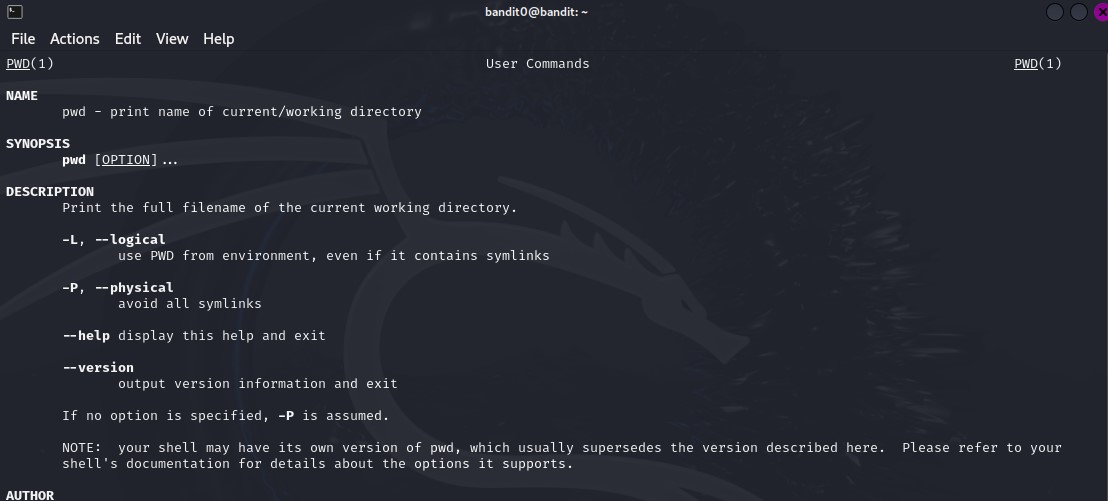 bandit0@bandit: ~
File Actions Edit View Help
PWD(1) User Commands PWD(1)
NAME
pwd - print name of current/working directory
SYNOPSIS
pwd [OPTION]...
DESCRIPTION
Print the full filename of the current working directory.
-L, --logical
use PWD from environment, even if it contains symlinks
-P, --physical
avoid all symlinks
--help display this help and exit
--version
output version information and exit
If no option is specified, -P is assumed.
NOTE: your shell may have its own version of pwd, which usually supersedes the version described here. Please refer to your
shell's documentation for details about the options it supports.
AUTHOR